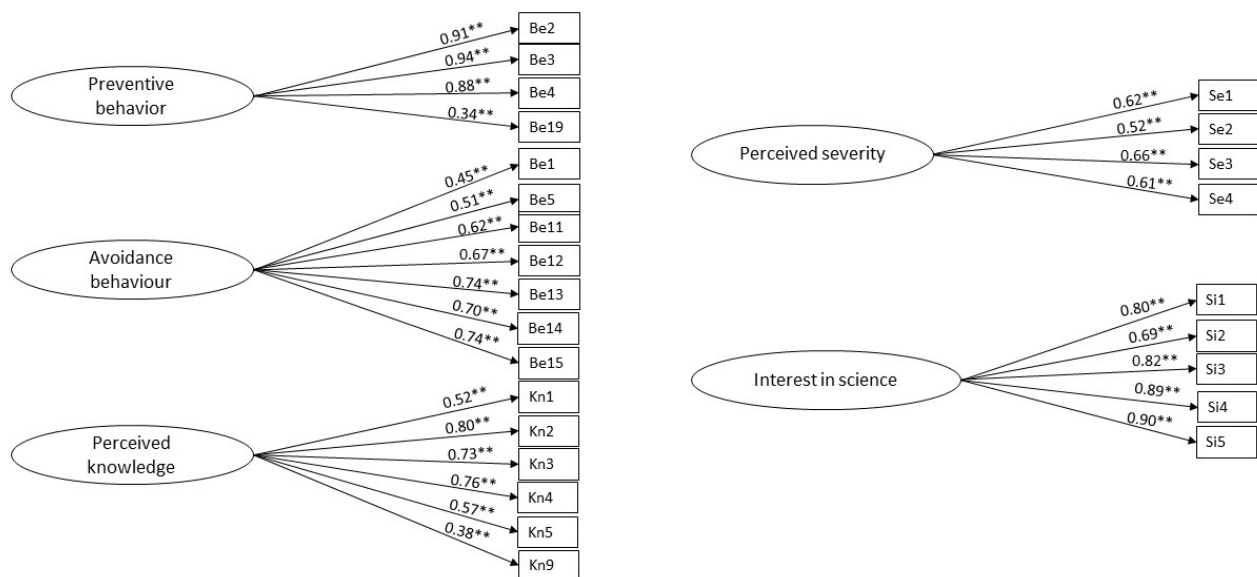 Preventive
behavior
0.91**
0.94**
0.88**
0.34**
Be2
Be3
Be4
Be19
Avoidance
behaviour
0.45**
0.51**
0.62**
0.67**
0.74**
0.70**
0.74**
Be1
Be5
Be11
Be12
Be13
Be14
Be15
Perceived
knowledge
0.52**
0.80**
0.73**
0.76**
0.57**
0.38**
Kn1
Kn2
Kn3
Kn4
Kn5
Kn9
Perceived severity
0.62**
0.52**
0.66**
0.61**
Se1
Se2
Se3
Se4
Interest in science
0.80**
0.69**
0.82**
0.89**
0.90**
Si1
Si2
Si3
Si4
Si5